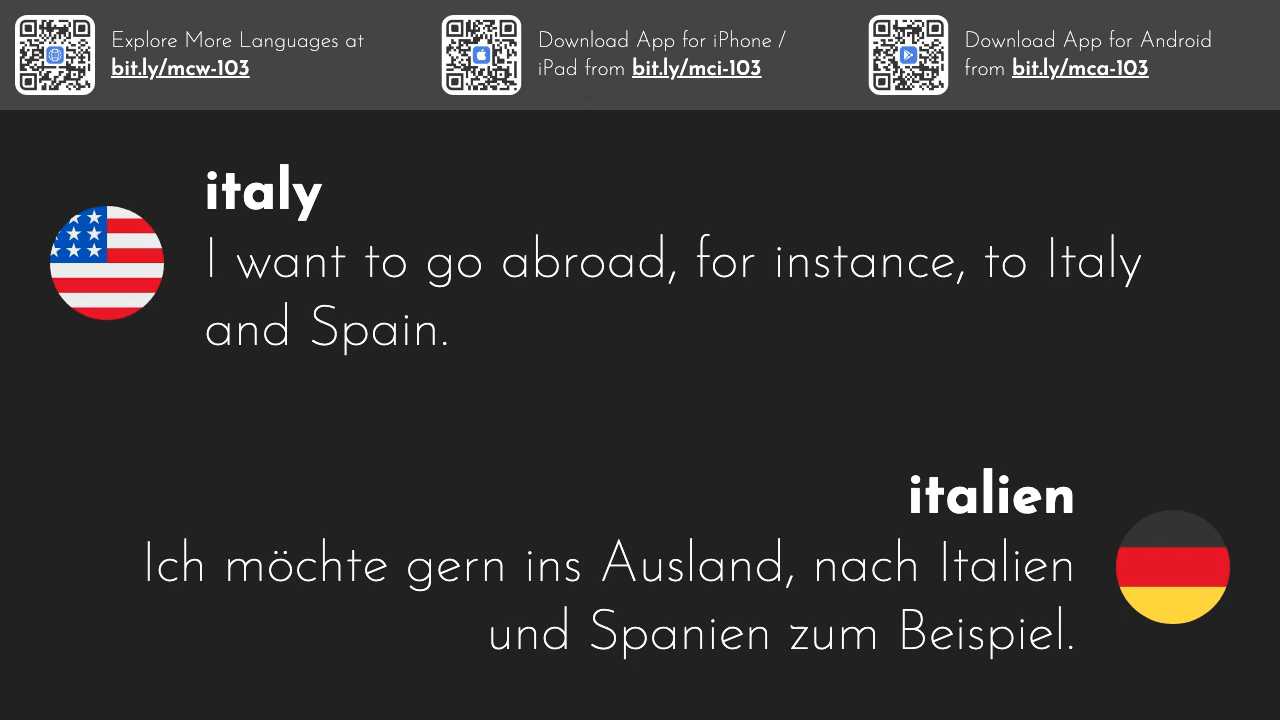 Explore More Languages at
bit.ly/mcw-103
Download App for iPhone /
iPad from bit.ly/mci-103
Download App for Android
from bit.ly/mca-103
italy
I want to go abroad, for instance, to Italy
and Spain.
italien
Ich möchte gern ins Ausland, nach Italien
und Spanien zum Beispiel.